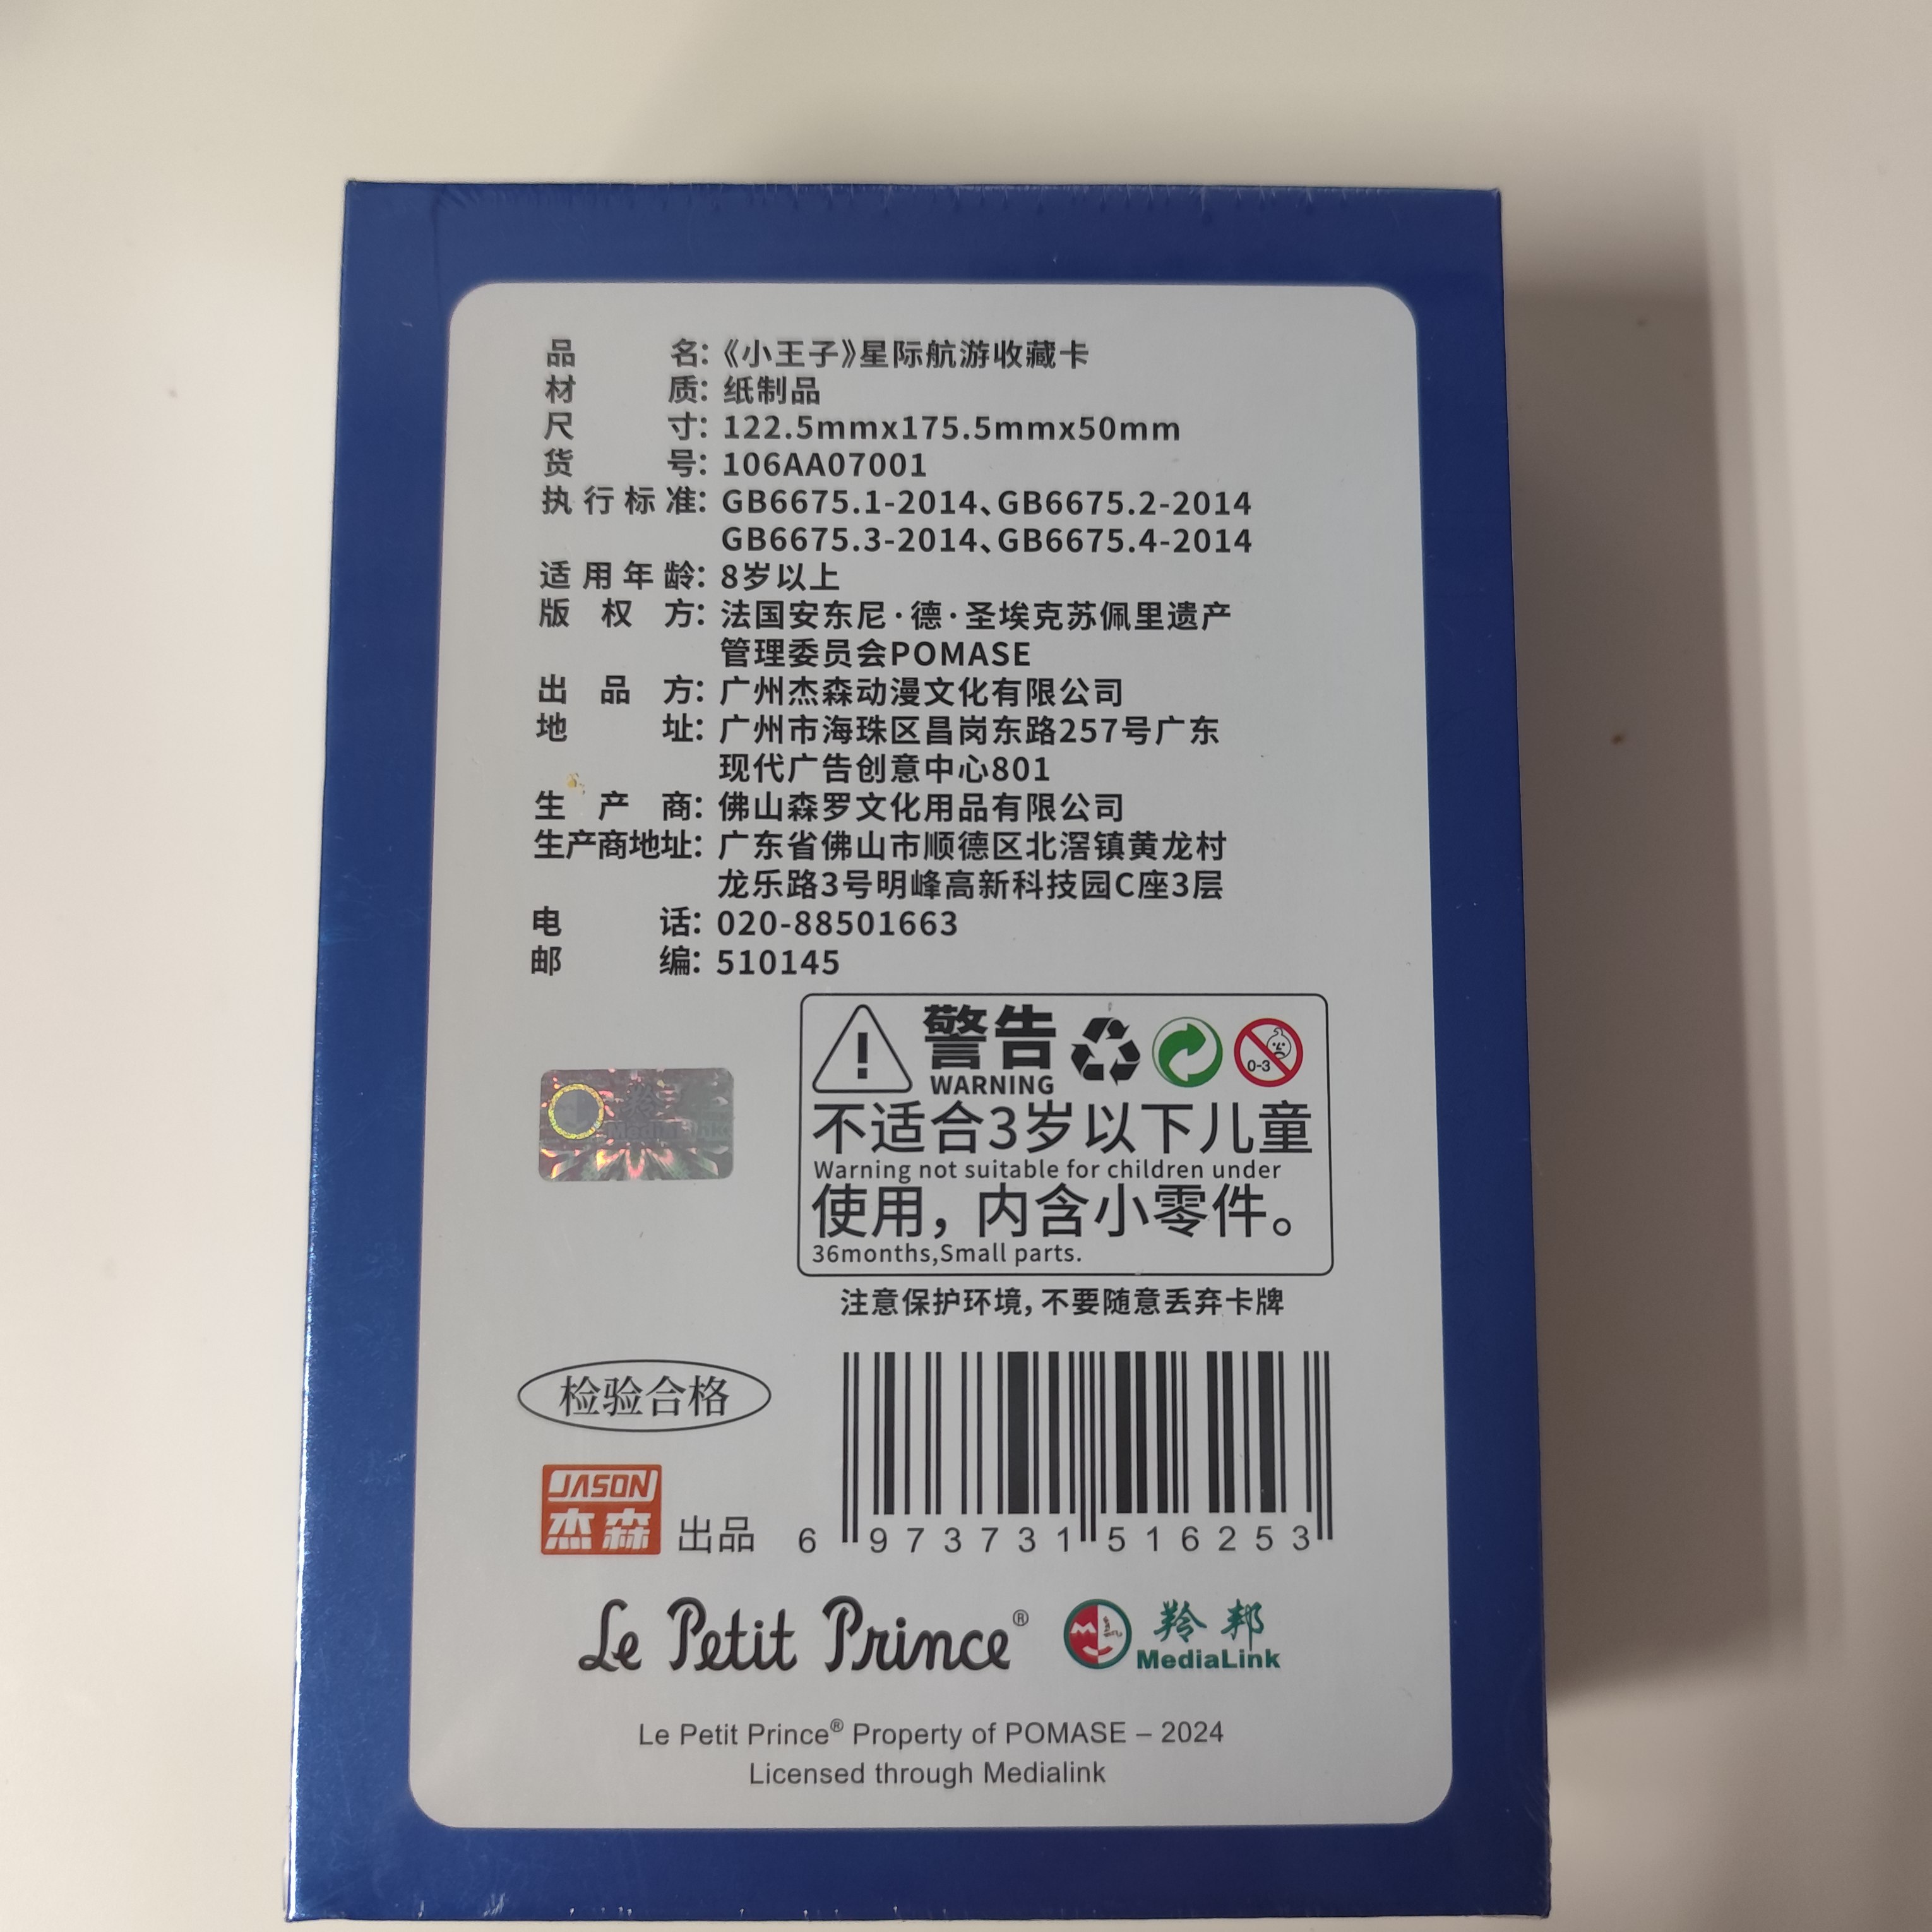 品名：《小王子》星际航游收藏卡
材质：纸制品
尺寸：122.5mmx175.5mmx50mm
货号：106AA07001
执行标准：GB6675.1-2014、GB6675.2-2014
GB6675.3-2014、GB6675.4-2014
适用年龄：8岁以上
版权方：法国安东尼·德·圣埃克苏佩里遗产
管理委员会POMASE
出品方：广州杰森动漫文化有限公司
地址：广州市海珠区昌岗东路257号广东
现代广告创意中心801
生产商：佛山森罗文化用品有限公司
生产商地址：广东省佛山市顺德区北滘镇黄龙村
龙乐路3号明峰高新科技园C座3层
电话：020-88501663
邮编：510145
警告
WARNING
0-3
不适合3岁以下儿童
Warning not suitable for children under
使用，内含小零件。
36months,Small parts.
注意保护环境，不要随意丢弃卡牌
检验合格
JASON
杰森 出品
6 973731 516253
Le Petit Prince®
羚邦
MediaLink
Le Petit Prince® Property of POMASE – 2024
Licensed through Medialink